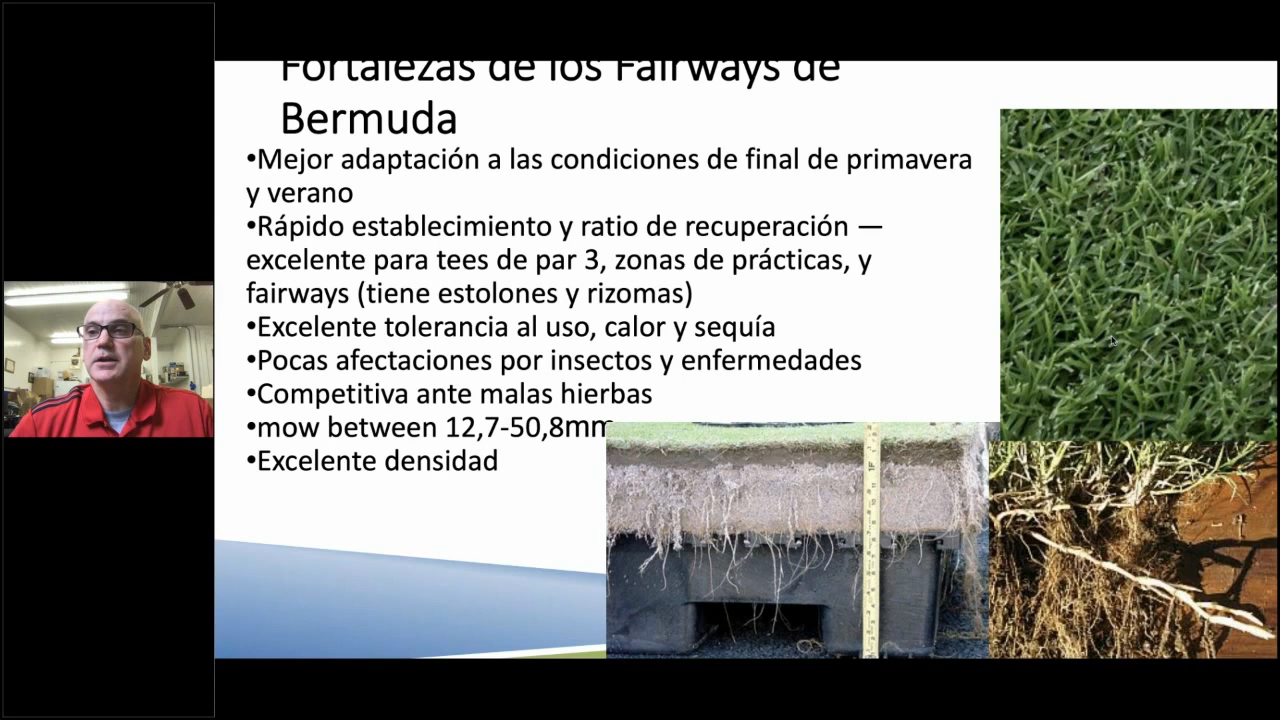 Fortalezas de los Fairways de
Bermuda
•Mejor adaptación a las condiciones de final de primavera
y verano
•Rápido establecimiento y ratio de recuperación —
excelente para tees de par 3, zonas de prácticas, y
fairways (tiene estolones y rizomas)
•Excelente tolerancia al uso, calor y sequía
•Pocas afectaciones por insectos y enfermedades
•Competitiva ante malas hierbas
•mow between 12,7-50,8mm
•Excelente densidad